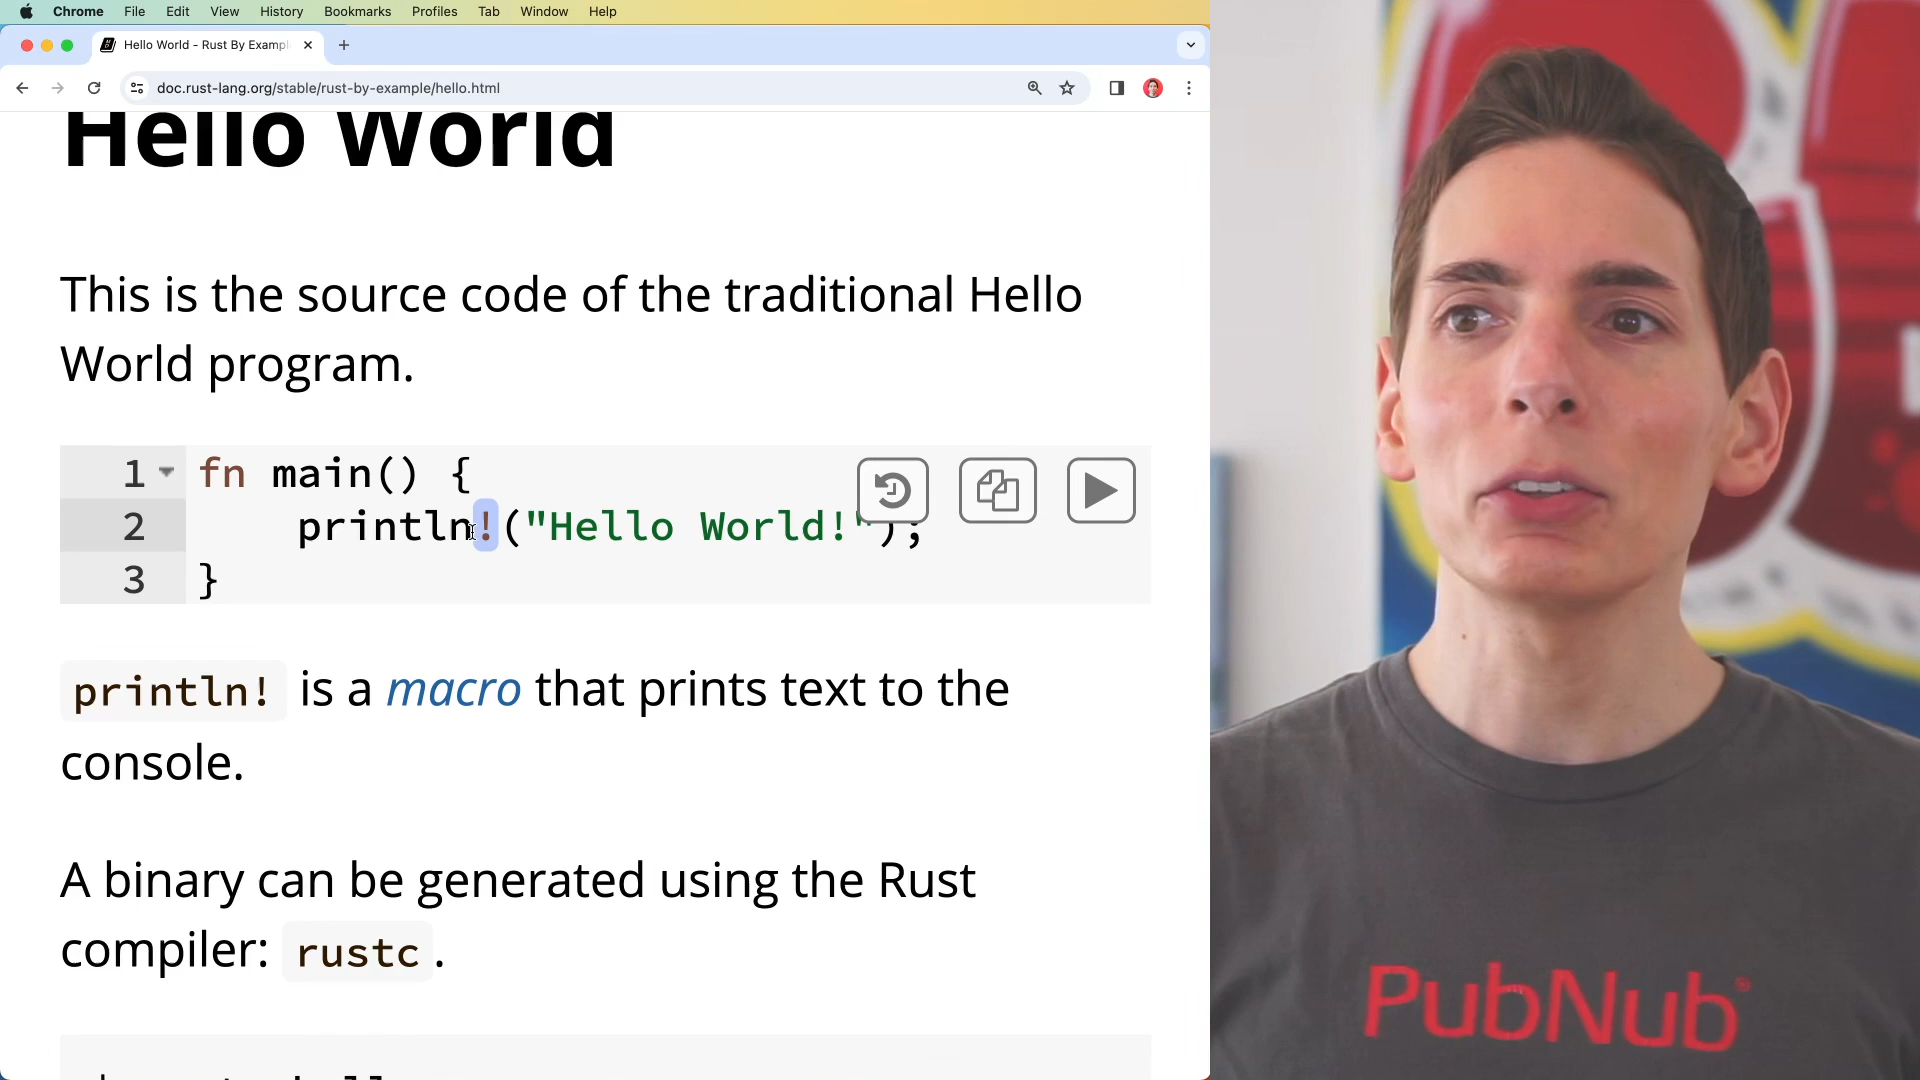 Chrome File Edit View History Bookmarks Profiles Tab Window Help
Hello World - Rust By Exampl
doc.rust-lang.org/stable/rust-by-example/hello.html
Hello World
This is the source code of the traditional Hello
World program.
1 fn main() {
2 println!("Hello World!");
3 }
println! is a macro that prints text to the
console.
A binary can be generated using the Rust
compiler: rustc.
PubNub